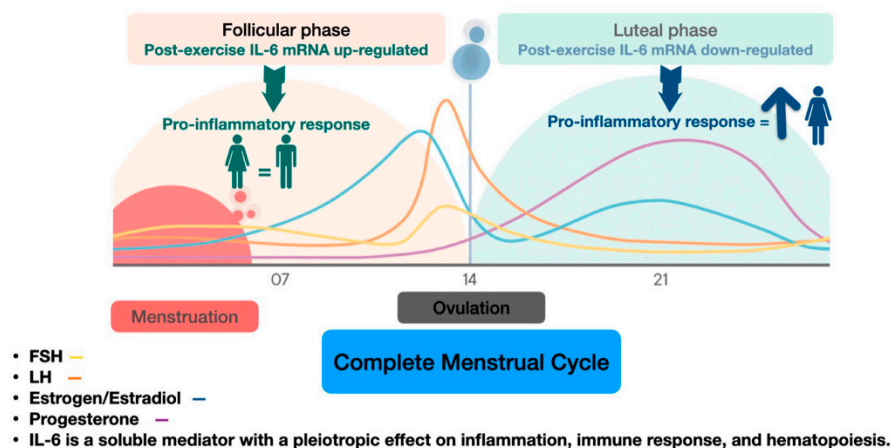 Follicular phase
Post-exercise IL-6 mRNA up-regulated
Luteal phase
Post-exercise IL-6 mRNA down-regulated
Pro-inflammatory response
=
Pro-inflammatory response =
07
14
21
Menstruation
Ovulation
Complete Menstrual Cycle
• FSH
• LH
• Estrogen/Estradiol
• Progesterone
• IL-6 is a soluble mediator with a pleiotropic effect on inflammation, immune response, and hematopoiesis.